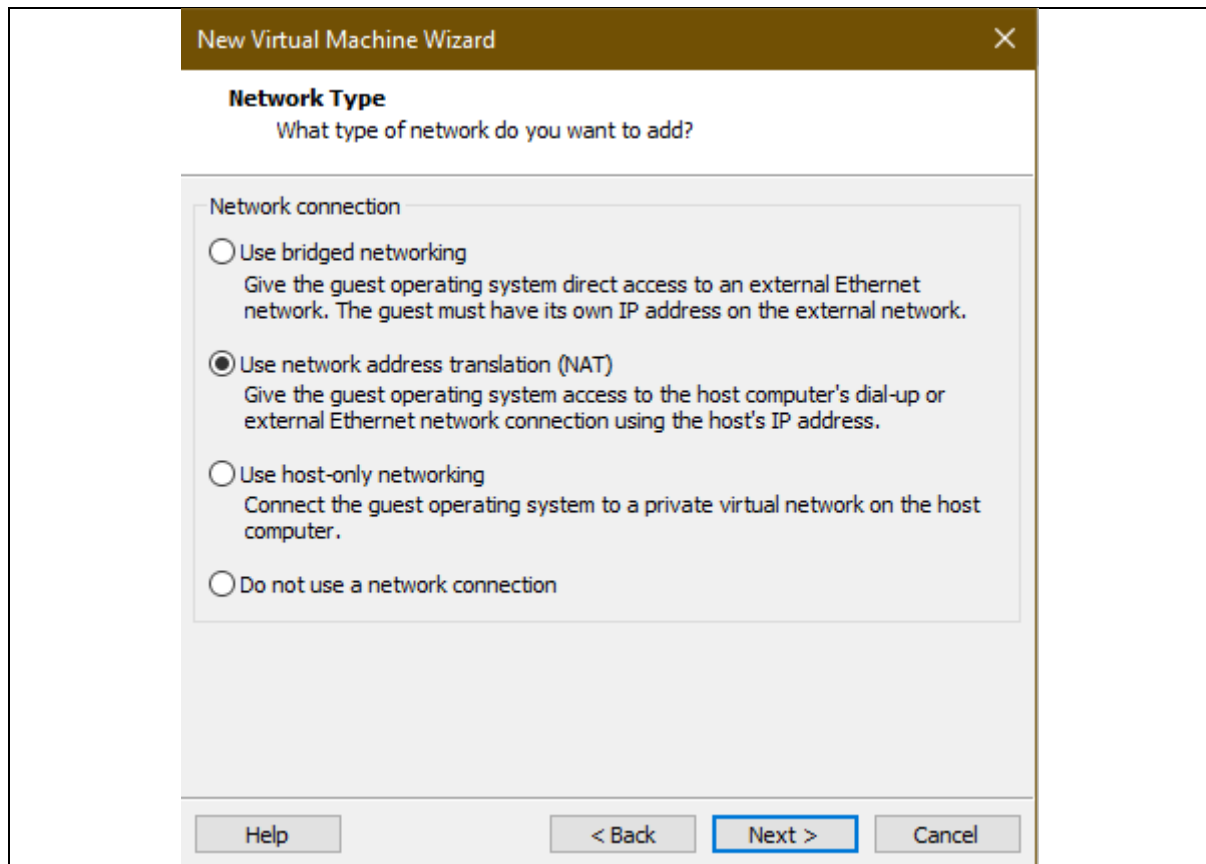 New Virtual Machine Wizard
Network Type
What type of network do you want to add?
Network connection
Use bridged networking
Give the guest operating system direct access to an external Ethernet
network. The guest must have its own IP address on the external network.
Use network address translation (NAT)
Give the guest operating system access to the host computer's dial-up or
external Ethernet network connection using the host's IP address.
Use host-only networking
Connect the guest operating system to a private virtual network on the host
computer.
Do not use a network connection
Help < Back Next > Cancel